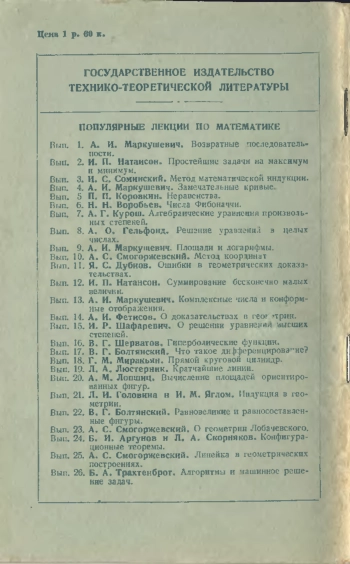 Цена 1 р. 60 к.
ГОСУДАРСТВЕННОЕ ИЗДАТЕЛЬСТВО
ТЕХНИКО-ТЕОРЕТИЧЕСКОЙ ЛИТЕРАТУРЫ
ПОПУЛЯРНЫЕ ЛЕКЦИИ ПО МАТЕМАТИКЕ
Вып. 1. А. И. Маркушевич. Возвратные последователь-
ности.
Вып. 2. И. П. Натансон. Простейшие задачи на максимум
и минимум.
Вып. 3. И. С. Соминский. Метод математической индукции.
Вып. 4. А. И. Маркушевич. Замечательные кривые.
Вып. 5 П. П. Коровкин. Неравенства.
Вып. 6. Н. Н. Воробьев. Числа Фибоначчи.
Вып. 7. А. Г. Курош. Алгебраические уравнения произволь-
ных степеней.
Вып. 8. А. О. Гельфонд. Решение уравнений в целых
числах.
Вып. 9. А. И. Маркушевич. Площади и логарифмы.
Вып. 10. А. С. Смогоржевский. Метод координат
Вып. 11. Я. С. Дубнов. Ошибки в геометрических доказа-
тельствах.
Вып. 12. И. П. Натансон. Суммирование бесконечно малых
величин.
Вып. 13. А. И. Маркушевич. Комплексные числа и конформ-
ные отображения.
Вып. 14. А. И. Фетисов. О доказательствах в геометрии.
Вып. 15. И. Р. Шафаревич. О решении уравнений высших
степеней.
Вып. 16. В. Г. Шерватов. Гиперболические функции.
Вып. 17. В. Г. Болтянский. Что такое дифференцирование?
Вып. 18. Г. М. Миракьян. Прямой круговой цилиндр.
Вып. 19. Л. А. Люстерник. Кратчайшие линии.
Вып. 20. А. М. Лопшиц. Вычисление площадей ориентиро-
ванных фигур.
Вып. 21. Л. И. Головина и И. М. Яглом. Индукция в гео-
метрии.
Вып. 22. В. Г. Болтянский. Равновеликие и равносоставлен-
ные фигуры.
Вып. 23. А. С. Смогоржевский. О геометрии Лобачевского.
Вып. 24. Б. И. Аргунов и Л. А. Скорняков. Конфигура-
ционные теоремы.
Вып. 25. А. С. Смогоржевский. Линейка в геометрических
построениях.
Вып. 26. Б. А. Трахтенброт. Алгоритмы и машинное реше-
ние задач.